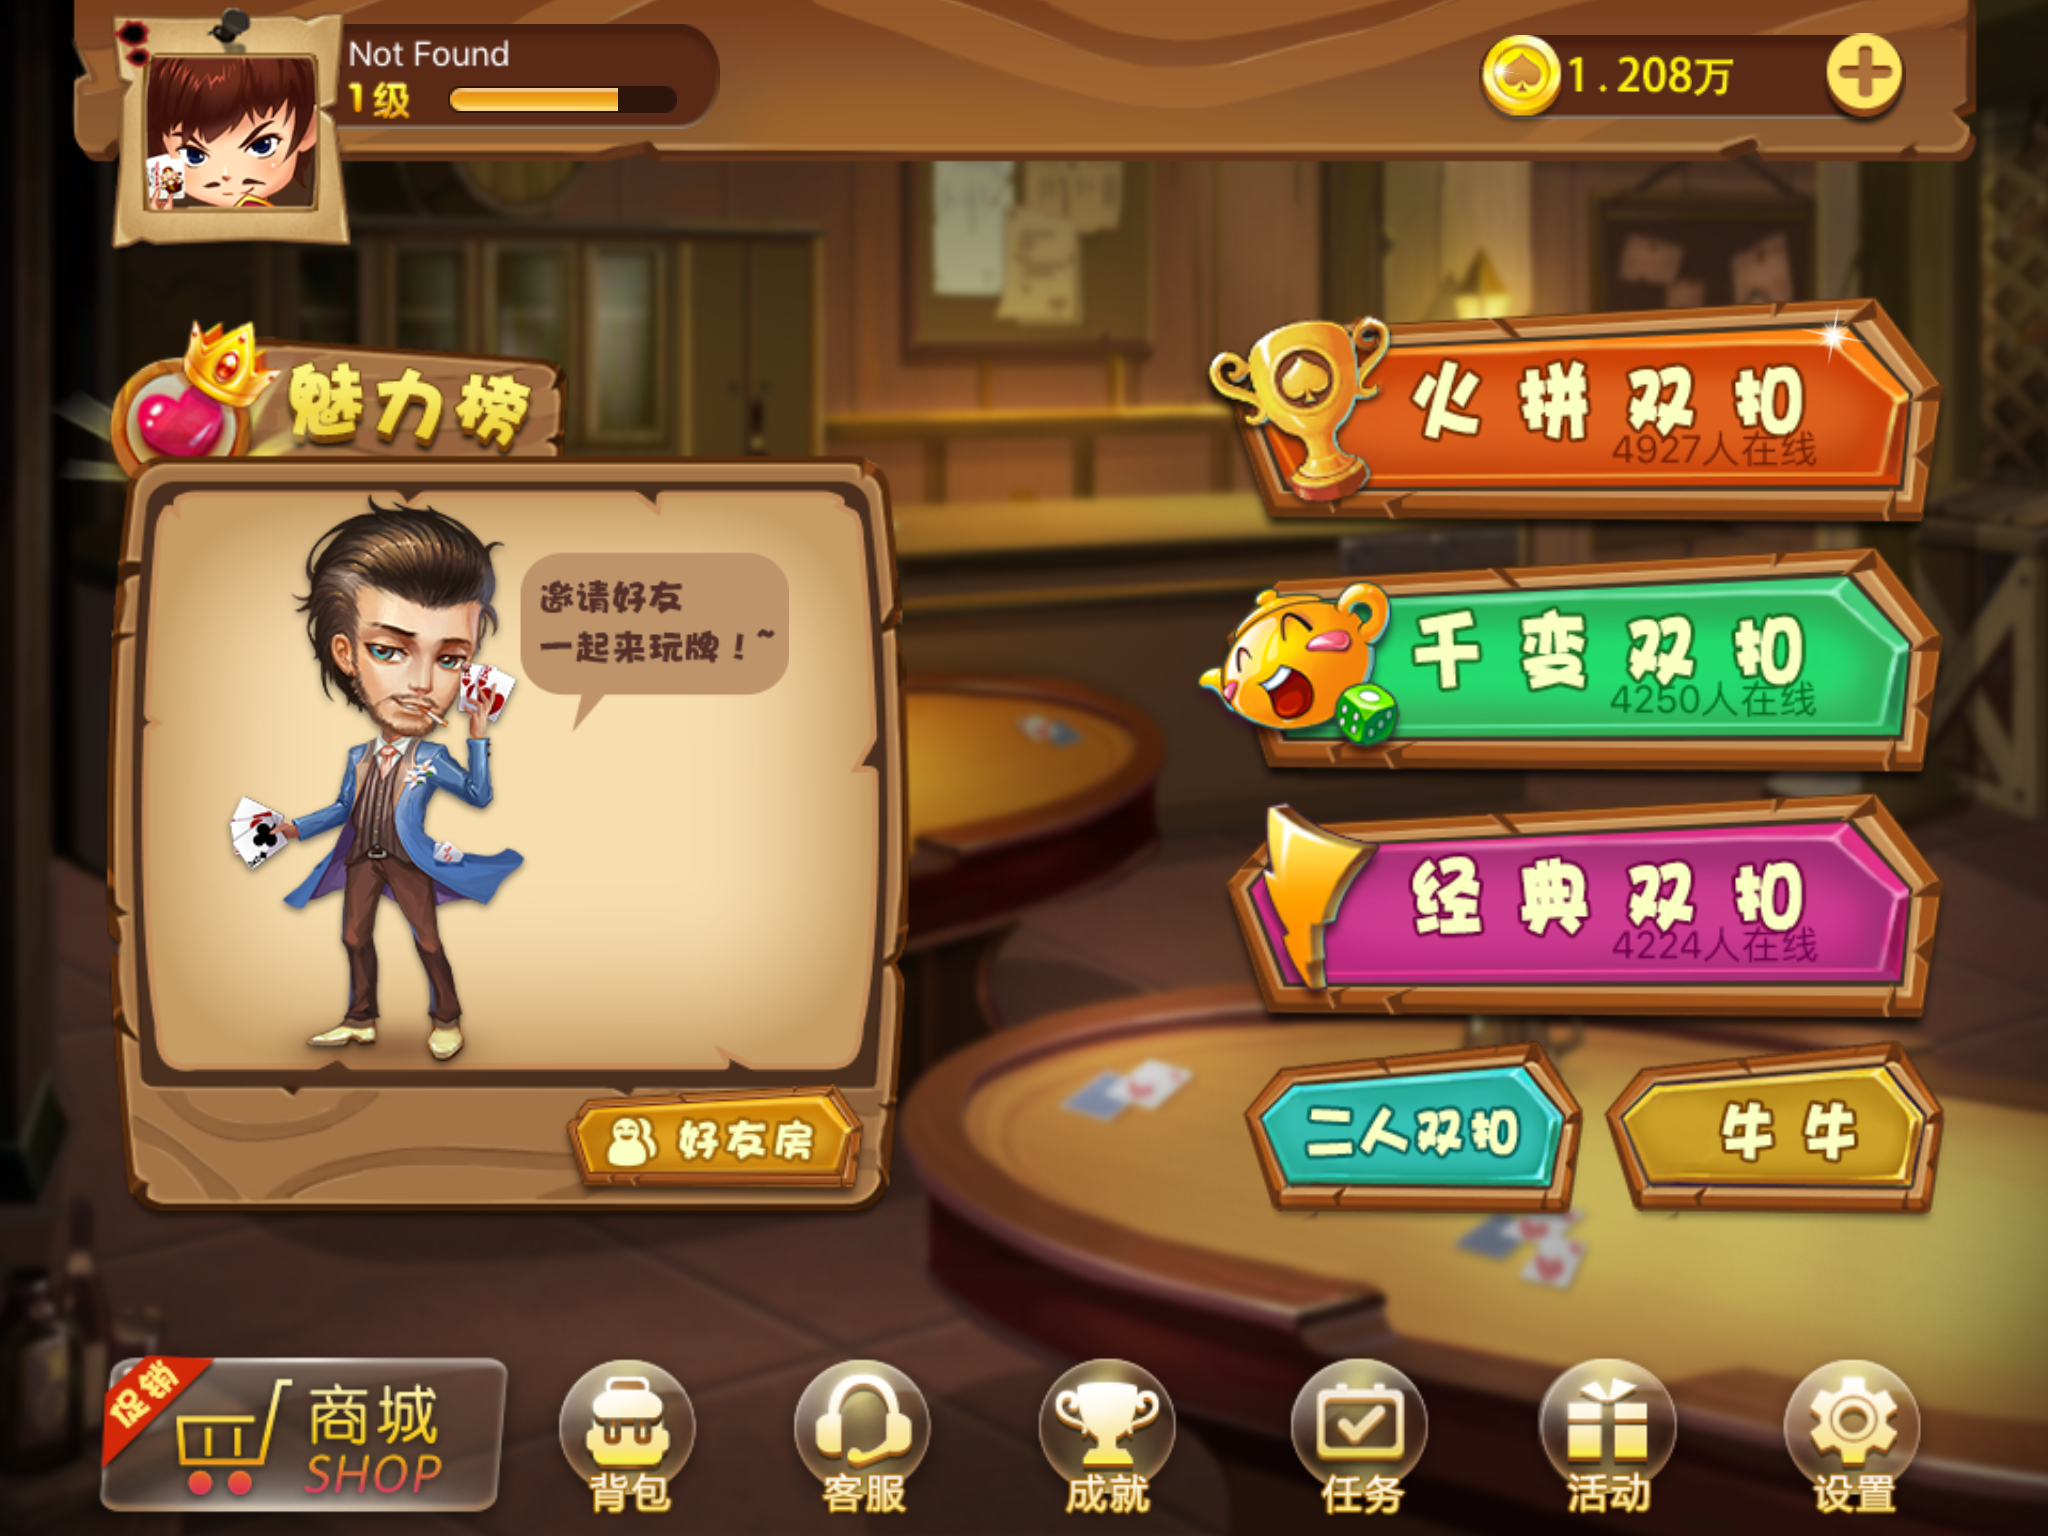 Not Found
1级
1.208万
魅力榜
邀请好友
一起来玩牌！~
好友房
火拼双扣
4927人在线
千变双扣
4250人在线
经典双扣
4224人在线
二人双扣
牛牛
促销
商城
SHOP
背包
客服
成就
任务
活动
设置